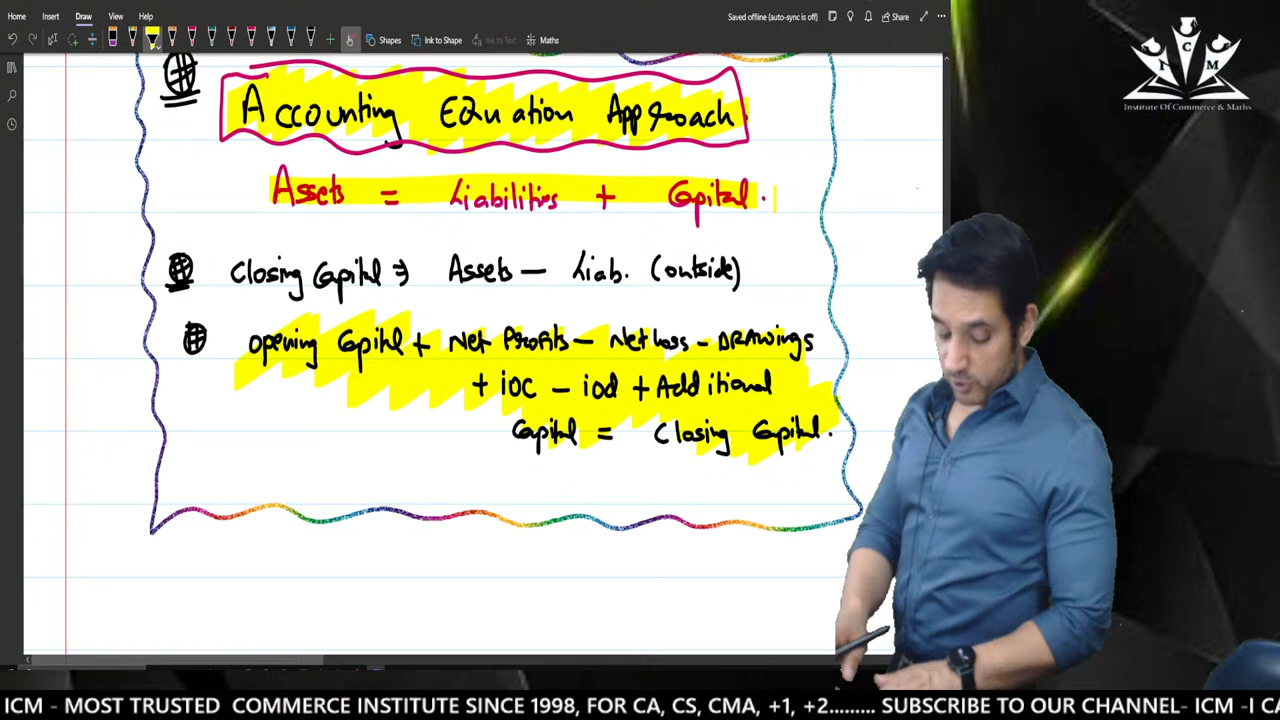 Home Insert Draw View Help
Saved offline (auto-sync is off)
Share
Shapes
Ink to Shape
Ink to Text
Maths
Accounting EQuation Approach.
Assets = Liabilities + Capital.
Closing Capital ⇒ Assets — Liab. (outside)
opening Capital + Net Profits — Net Loss - DRAwings
+ ioc — iod + Additional
Capital = Closing Capital.
I C M
Institute Of Commerce & Maths
ICM - MOST TRUSTED COMMERCE INSTITUTE SINCE 1998, FOR CA, CS, CMA, +1, +2......... SUBSCRIBE TO OUR CHANNEL- ICM -I CA